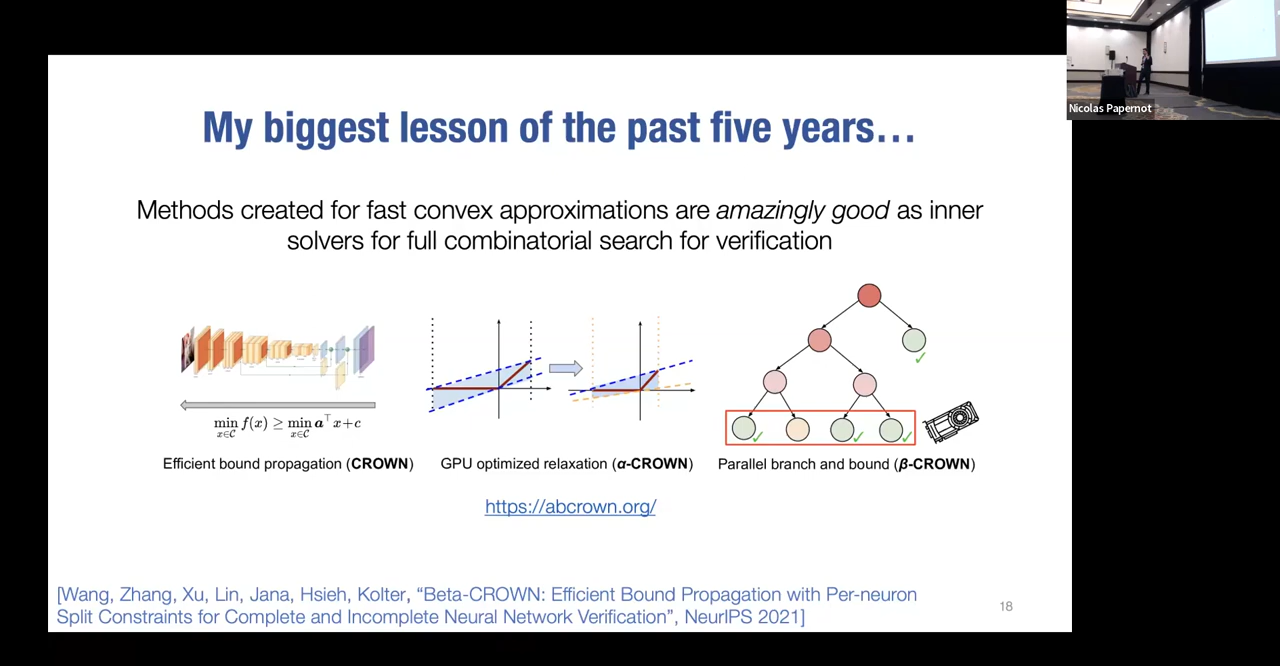 My biggest lesson of the past five years…
Methods created for fast convex approximations are amazingly good as inner
solvers for full combinatorial search for verification
min f(x) ≥ min a⊤x+c
x∈C x∈C
Efficient bound propagation (CROWN)
GPU optimized relaxation (α-CROWN)
Parallel branch and bound (β-CROWN)
https://abcrown.org/
[Wang, Zhang, Xu, Lin, Jana, Hsieh, Kolter, “Beta-CROWN: Efficient Bound Propagation with Per-neuron
Split Constraints for Complete and Incomplete Neural Network Verification”, NeurIPS 2021]
18
Nicolas Papernot